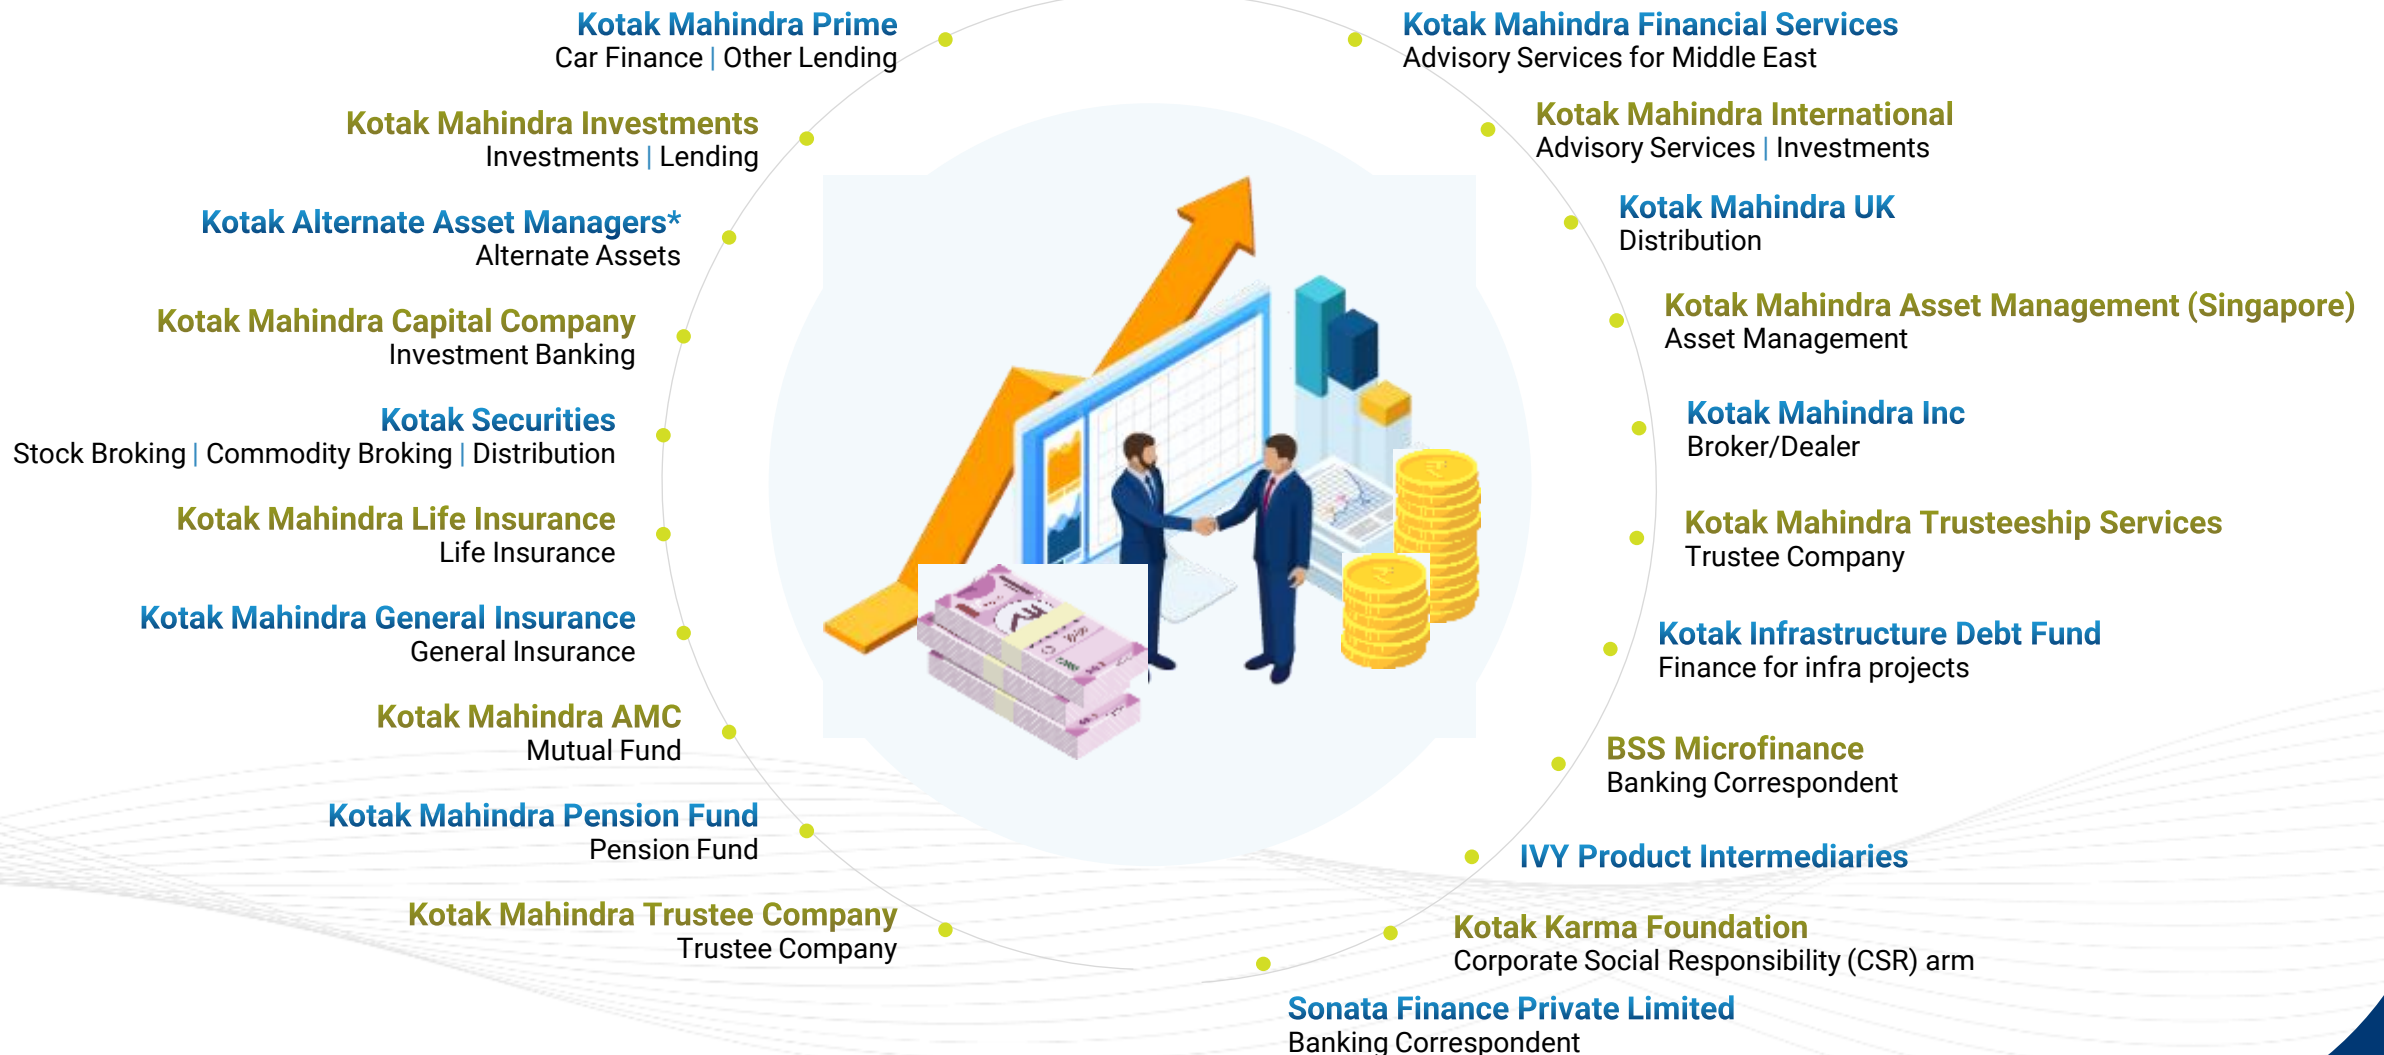 Kotak Mahindra Prime
Car Finance | Other Lending
Kotak Mahindra Investments
Investments | Lending
Kotak Alternate Asset Managers*
Alternate Assets
Kotak Mahindra Capital Company
Investment Banking
Kotak Securities
Stock Broking | Commodity Broking | Distribution
Kotak Mahindra Life Insurance
Life Insurance
Kotak Mahindra General Insurance
General Insurance
Kotak Mahindra AMC
Mutual Fund
Kotak Mahindra Pension Fund
Pension Fund
Kotak Mahindra Trustee Company
Trustee Company
Kotak Mahindra Financial Services
Advisory Services for Middle East
Kotak Mahindra International
Advisory Services | Investments
Kotak Mahindra UK
Distribution
Kotak Mahindra Asset Management (Singapore)
Asset Management
Kotak Mahindra Inc
Broker/Dealer
Kotak Mahindra Trusteeship Services
Trustee Company
Kotak Infrastructure Debt Fund
Finance for infra projects
BSS Microfinance
Banking Correspondent
IVY Product Intermediaries
Kotak Karma Foundation
Corporate Social Responsibility (CSR) arm
Sonata Finance Private Limited
Banking Correspondent